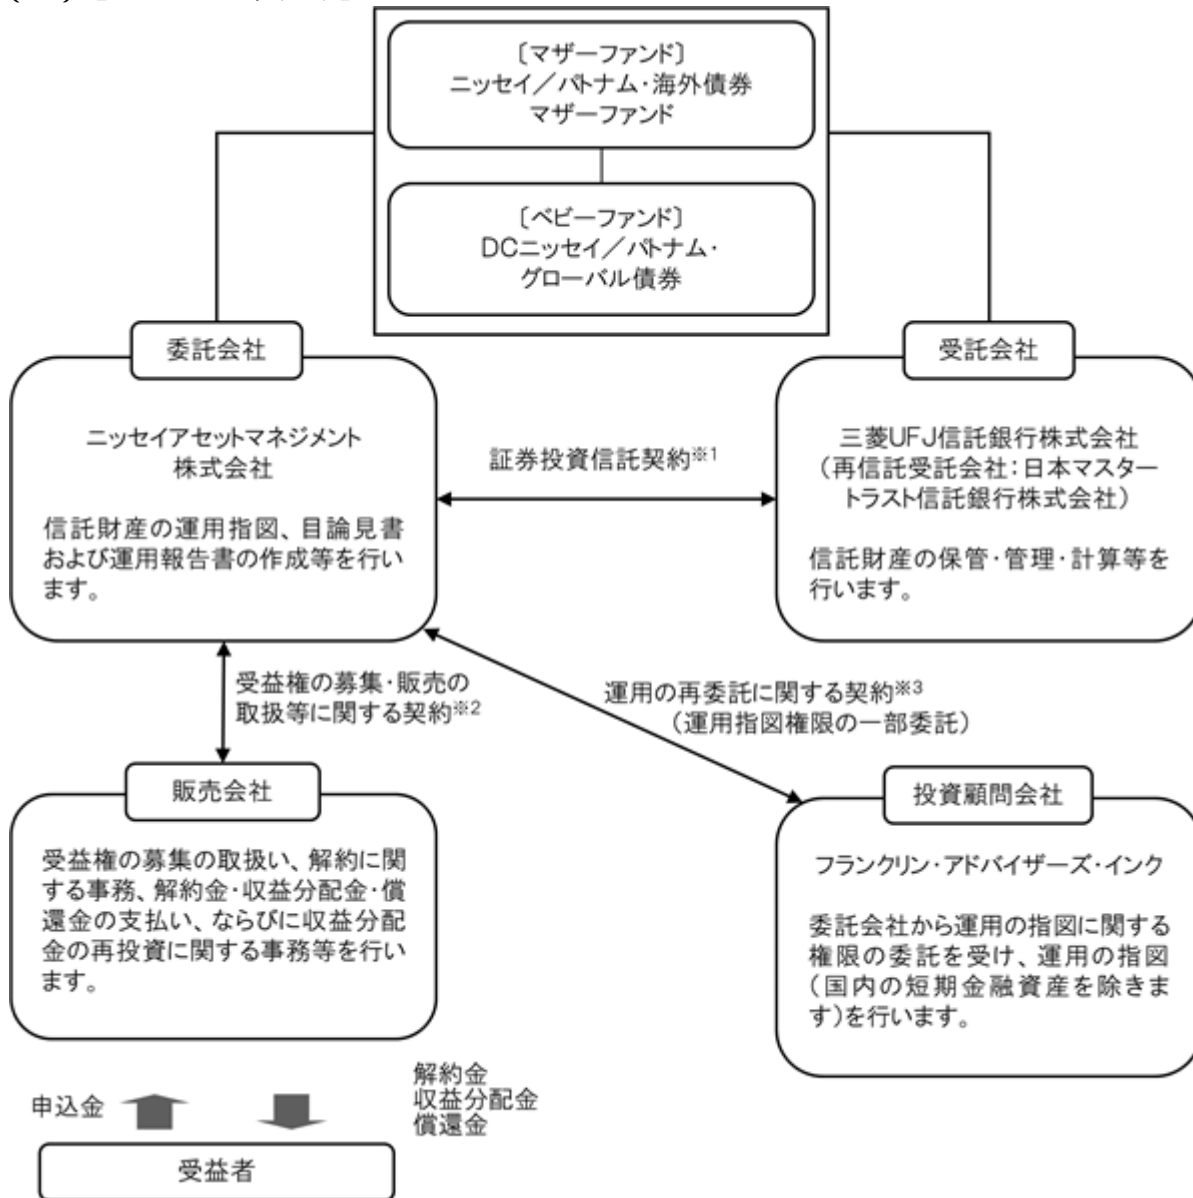 〔マザーファンド〕
ニッセイ／パトナム・海外債券
マザーファンド
〔ベビーファンド〕
DCニッセイ／パトナム・
グローバル債券
委託会社
ニッセイアセットマネジメント
株式会社
信託財産の運用指図、目論見書
および運用報告書の作成等を行い
ます。
証券投資信託契約※1
受託会社
三菱UFJ信託銀行株式会社
（再信託受託会社：日本マスター
トラスト信託銀行株式会社）
信託財産の保管・管理・計算等を
行います。
受益権の募集・販売の
取扱等に関する契約※2
運用の再委託に関する契約※3
（運用指図権限の一部委託）
販売会社
受益権の募集の取扱い、解約に関
する事務、解約金・収益分配金・償
還金の支払い、ならびに収益分配
金の再投資に関する事務等を行い
ます。
投資顧問会社
フランクリン・アドバイザーズ・インク
委託会社から運用の指図に関する
権限の委託を受け、運用の指図
（国内の短期金融資産を除きま
す）を行います。
申込金
解約金
収益分配金
償還金
受益者